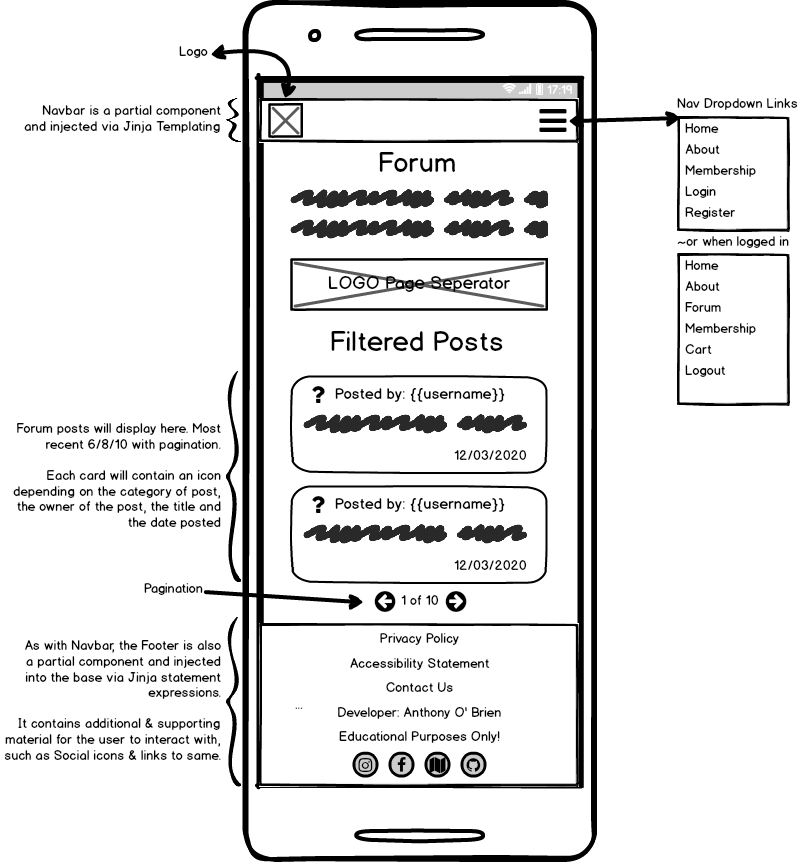 Logo
17:19
Navbar is a partial component
and injected via Jinja Templating
Nav Dropdown Links
Home
About
Membership
Login
Register
~or when logged in
Home
About
Forum
Membership
Cart
Logout
Forum
LOGO Page Seperator
Filtered Posts
? Posted by: {{username}}
12/03/2020
? Posted by: {{username}}
12/03/2020
Forum posts will display here. Most
recent 6/8/10 with pagination.
Each card will contain an icon
depending on the category of post,
the owner of the post, the title and
the date posted
Pagination
1 of 10
As with Navbar, the Footer is also
a partial component and injected
into the base via Jinja statement
expressions.
It contains additional & supporting
material for the user to interact with,
such as Social icons & links to same.
Privacy Policy
Accessibility Statement
Contact Us
...
Developer: Anthony O' Brien
Educational Purposes Only!